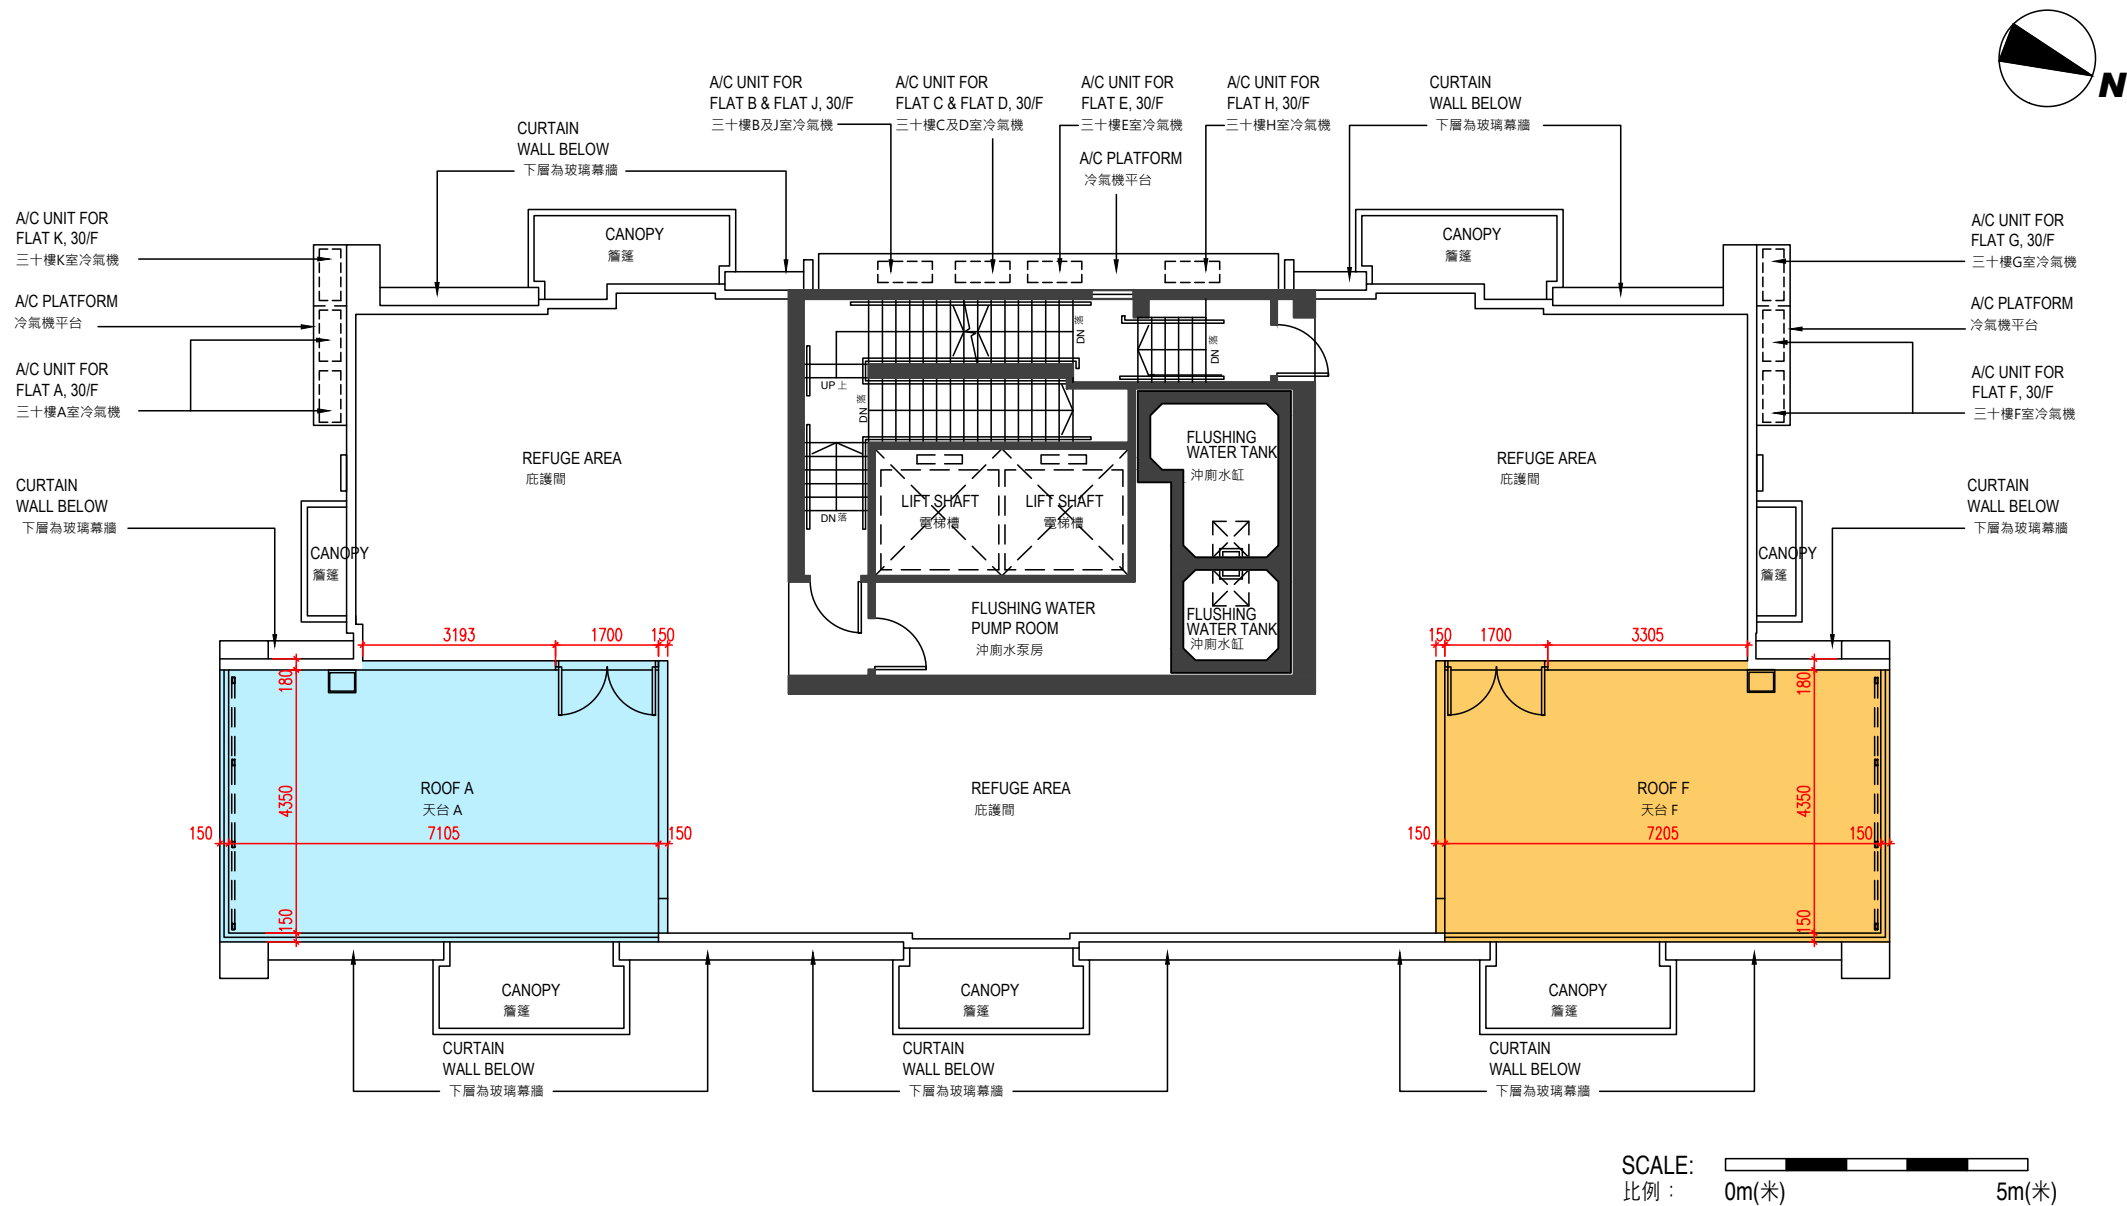 N
A/C UNIT FOR
FLAT B & FLAT J, 30/F
三十樓B及J室冷氣機
A/C UNIT FOR
FLAT C & FLAT D, 30/F
三十樓C及D室冷氣機
A/C UNIT FOR
FLAT E, 30/F
三十樓E室冷氣機
A/C PLATFORM
冷氣機平台
A/C UNIT FOR
FLAT H, 30/F
三十樓H室冷氣機
CURTAIN
WALL BELOW
下層為玻璃幕牆
CURTAIN
WALL BELOW
下層為玻璃幕牆
A/C UNIT FOR
FLAT K, 30/F
三十樓K室冷氣機
A/C PLATFORM
冷氣機平台
A/C UNIT FOR
FLAT A, 30/F
三十樓A室冷氣機
CURTAIN
WALL BELOW
下層為玻璃幕牆
CANOPY
簷篷
CANOPY
簷篷
A/C UNIT FOR
FLAT G, 30/F
三十樓G室冷氣機
A/C PLATFORM
冷氣機平台
A/C UNIT FOR
FLAT F, 30/F
三十樓F室冷氣機
CURTAIN
WALL BELOW
下層為玻璃幕牆
DN 落
DN 落
UP 上
DN 落
DN 落
REFUGE AREA
庇護間
LIFT SHAFT
電梯槽
LIFT SHAFT
電梯槽
FLUSHING
WATER TANK
沖廁水缸
REFUGE AREA
庇護間
CANOPY
簷篷
CANOPY
簷篷
FLUSHING WATER
PUMP ROOM
沖廁水泵房
FLUSHING
WATER TANK
沖廁水缸
3193
1700
150
150
1700
3305
180
180
ROOF A
天台 A
4350
150
7105
150
150
REFUGE AREA
庇護間
ROOF F
天台 F
4350
150
7205
150
150
CANOPY
簷篷
CANOPY
簷篷
CANOPY
簷篷
CURTAIN
WALL BELOW
下層為玻璃幕牆
CURTAIN
WALL BELOW
下層為玻璃幕牆
CURTAIN
WALL BELOW
下層為玻璃幕牆
SCALE:
比例：
0m(米)
5m(米)